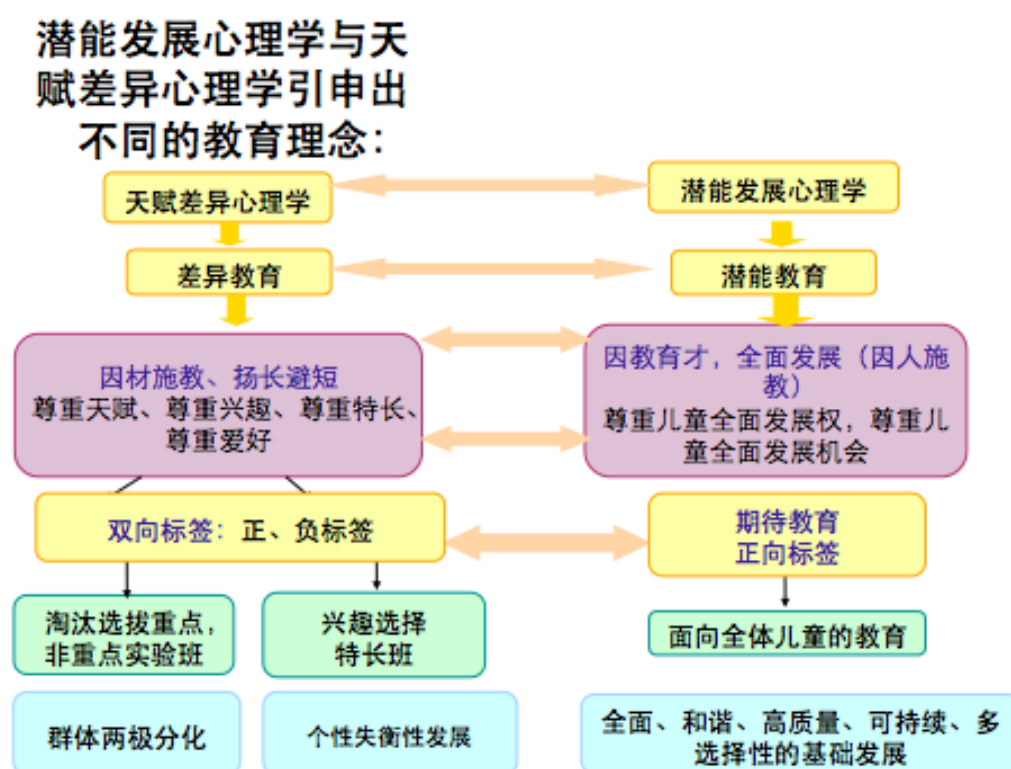 潜能发展心理学与天
赋差异心理学引申出
不同的教育理念：
天赋差异心理学
潜能发展心理学
差异教育
潜能教育
因材施教、扬长避短
尊重天赋、尊重兴趣、尊重特长、
尊重爱好
因教育才，全面发展（因人施
教）
尊重儿童全面发展权，尊重儿
童全面发展机会
双向标签：正、负标签
期待教育
正向标签
淘汰选拔重点，
非重点实验班
兴趣选择
特长班
面向全体儿童的教育
群体两极分化
个性失衡性发展
全面、和谐、高质量、可持续、多
选择性的基础发展